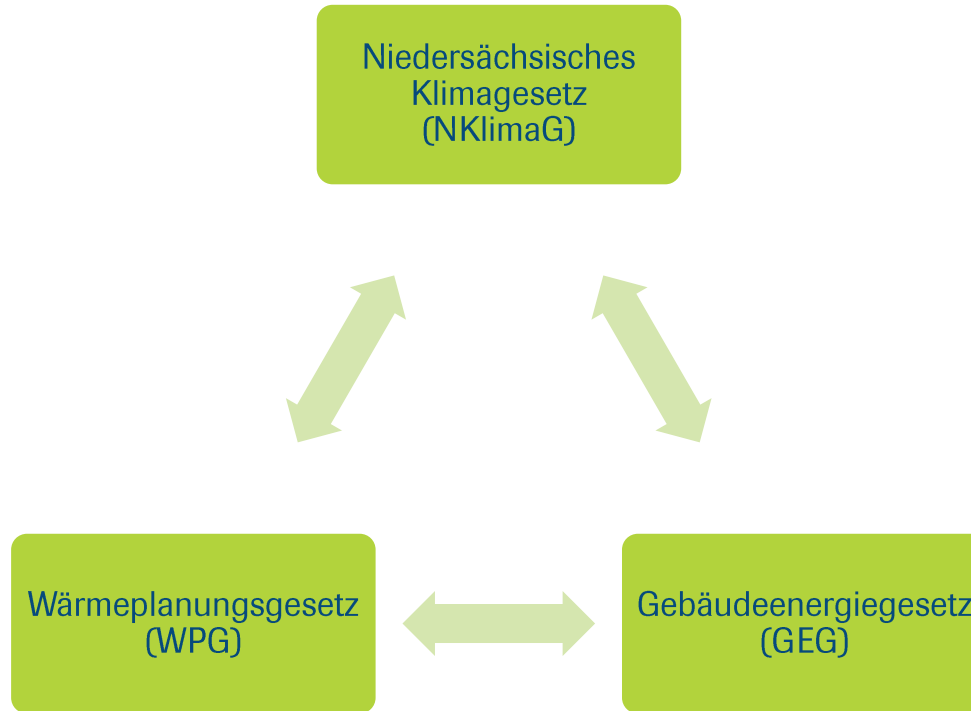 Niedersächsisches
Klimagesetz
(NKlimaG)
Wärmeplanungsgesetz
(WPG)
Gebäudeenergiegesetz
(GEG)